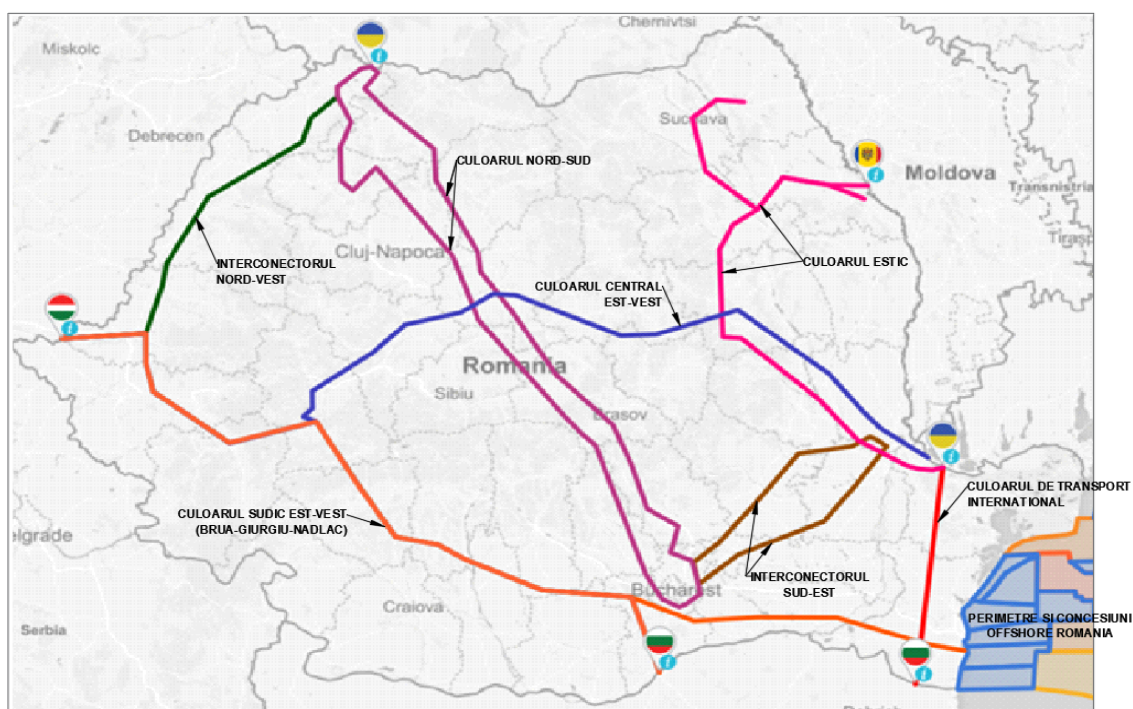 Chernivtsi
Miskolc
Debrecen
Suceava
CULOARUL NORD-SUD
Moldova
Transnistria
Tirasp
Cluj-Napoca
INTERCONECTORUL
NORD-VEST
CULOARUL ESTIC
CULOARUL CENTRAL
EST-VEST
Romania
Sibiu
Brasov
CULOARUL DE TRANSPORT
INTERNATIONAL
CULOARUL SUDIC EST-VEST
(BRUA-GIURGIU-NADLAC)
elgrade
INTERCONECTORUL
SUD-EST
Bucharest
Craiova
PERIMETRE SI CONCESIUNI
OFFSHORE ROMANIA
Serbia